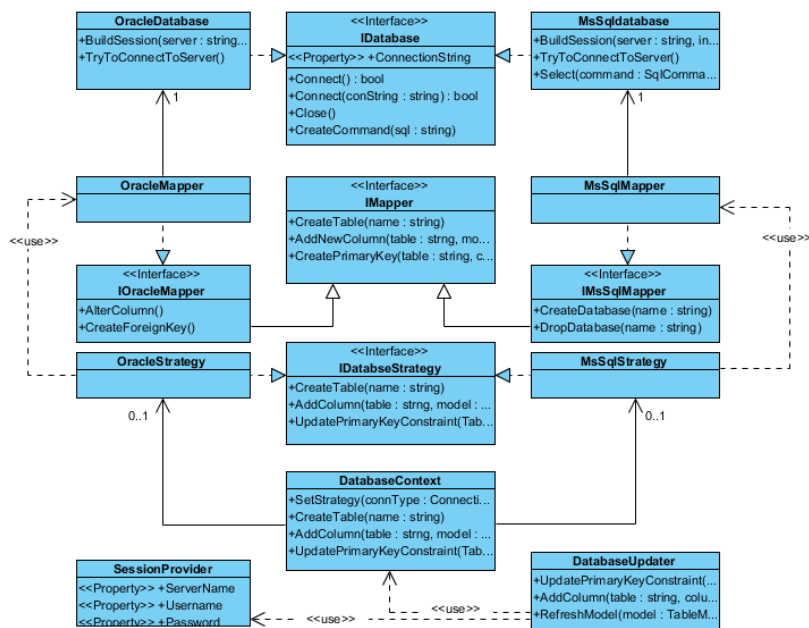 OracleDatabase
+BuildSession(server : string...
+TryToConnectToServer()
<<Interface>>
IDatabase
<<Property>> +ConnectionString
+Connect() : bool
+Connect(conString : string) : bool
+Close()
+CreateCommand(sql : string)
MsSqldatabase
+BuildSession(server : string, in...
+TryToConnectToServer()
+Select(command : SqlComma...
1
1
OracleMapper
<<Interface>>
IMapper
+CreateTable(name : string)
+AddNewColumn(table : strng, mo...
+CreatePrimaryKey(table : string, c...
MsSqlMapper
<<use>>
<<use>>
<<Interface>>
IOracleMapper
+AlterColumn()
+CreateForeignKey()
<<Interface>>
IMsSqlMapper
+CreateDatabase(name : string)
+DropDatabase(name : string)
OracleStrategy
<<Interface>>
IDatabseStrategy
+CreateTable(name : string)
+AddColumn(table : strng, model : ...
+UpdatePrimaryKeyConstraint(Tab...
MsSqlStrategy
0..1
0..1
DatabaseContext
+SetStrategy(connType : Connecti...
+CreateTable(name : string)
+AddColumn(table : strng, model : ...
+UpdatePrimaryKeyConstraint(Tab...
SessionProvider
<<Property>> +ServerName
<<Property>> +Username
<<Property>> +Password
<<use>>
<<use>>
DatabaseUpdater
+UpdatePrimaryKeyConstraint(...
+AddColumn(table : string, colu...
+RefreshModel(model : TableM...